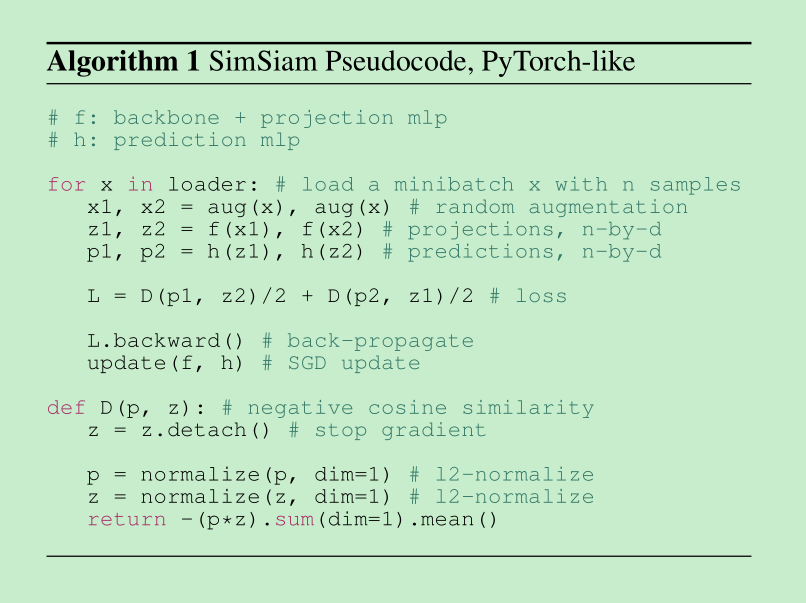 Algorithm 1 SimSiam Pseudocode, PyTorch-like
# f: backbone + projection mlp
# h: prediction mlp
for x in loader: # load a minibatch x with n samples
x1, x2 = aug(x), aug(x) # random augmentation
z1, z2 = f(x1), f(x2) # projections, n-by-d
p1, p2 = h(z1), h(z2) # predictions, n-by-d
L = D(p1, z2)/2 + D(p2, z1)/2 # loss
L.backward() # back-propagate
update(f, h) # SGD update
def D(p, z): # negative cosine similarity
z = z.detach() # stop gradient
p = normalize(p, dim=1) # l2-normalize
z = normalize(z, dim=1) # l2-normalize
return -(p*z).sum(dim=1).mean()